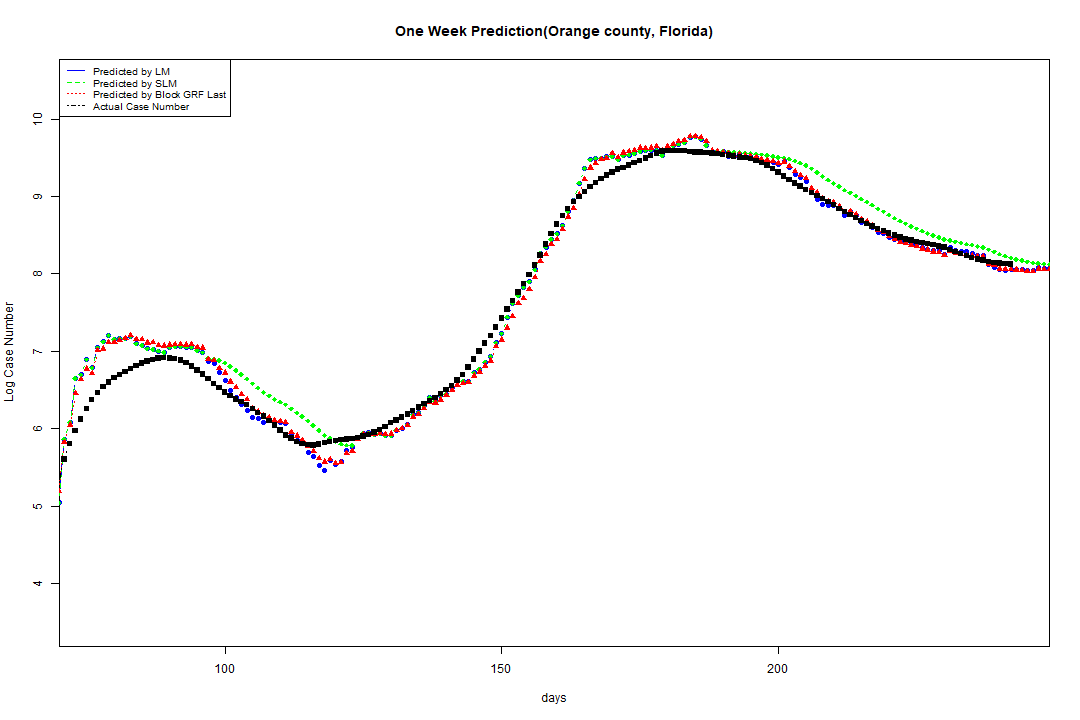 One Week Prediction(Orange county, Florida)
Predicted by LM
Predicted by SLM
Predicted by Block GRF Last
Actual Case Number
10
9
8
7
6
5
4
Log Case Number
100 150 200
days